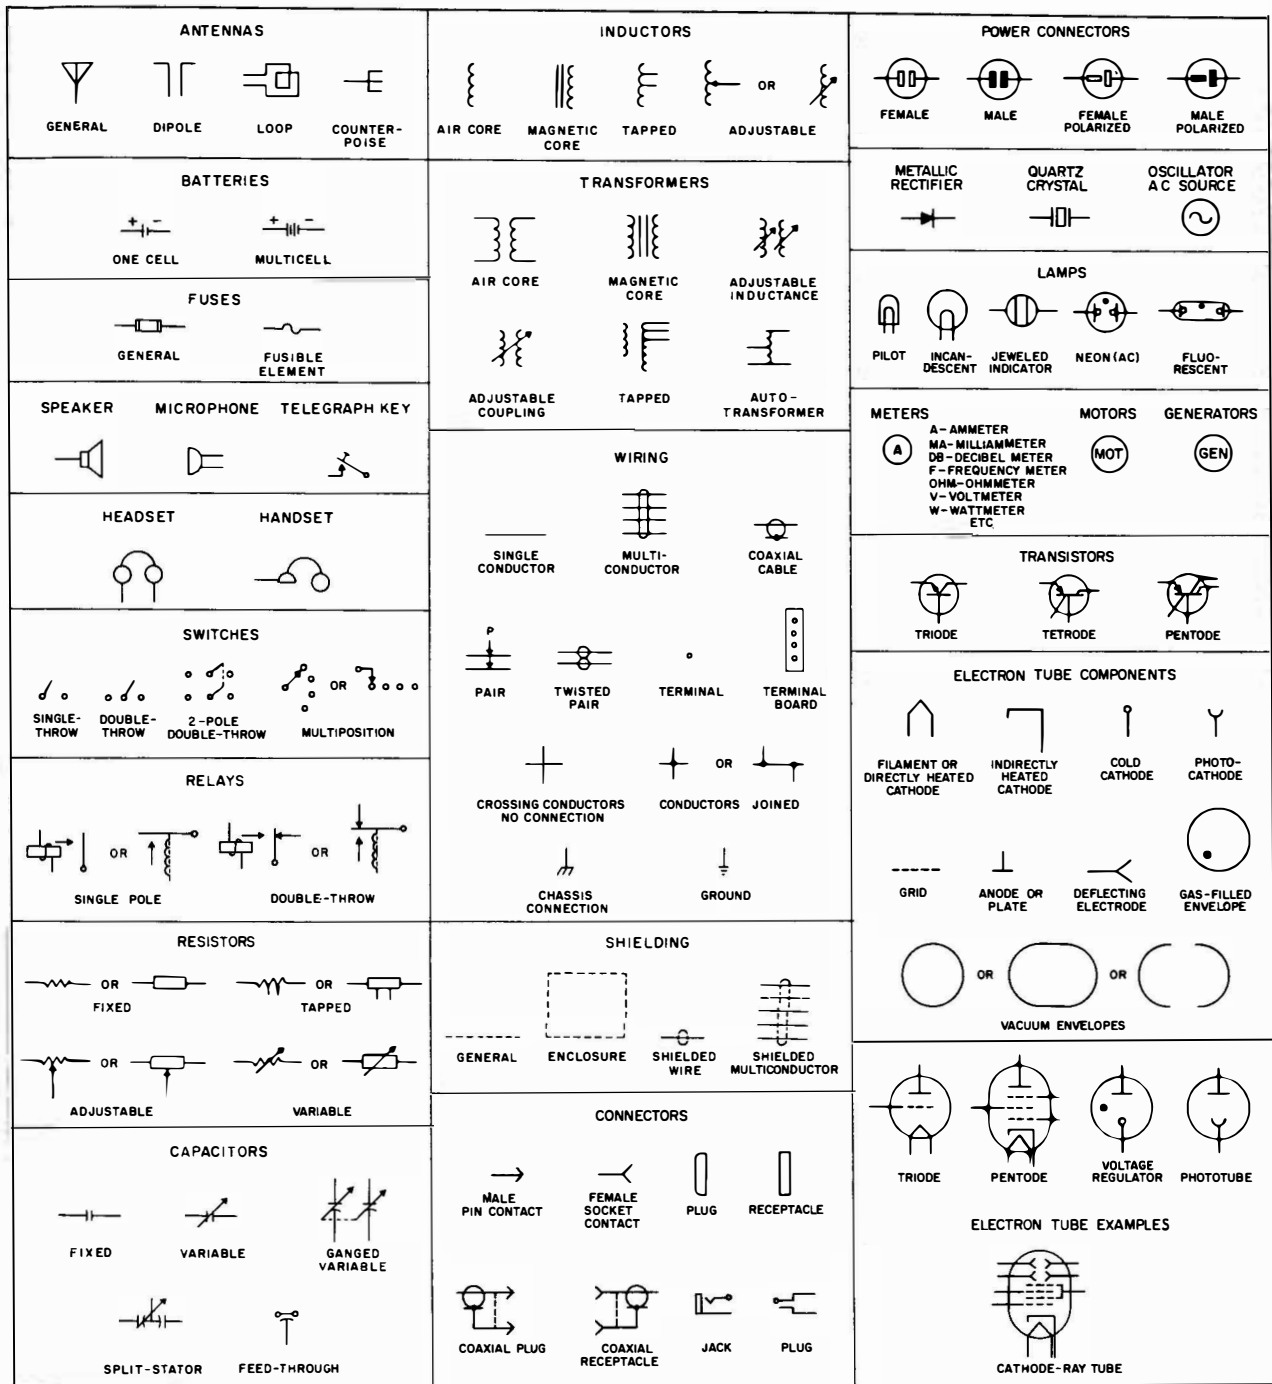 ANTENNAS
GENERAL
DIPOLE
LOOP
COUNTER-
POISE
BATTERIES
+ -
+ -
ONE CELL
MULTICELL
FUSES
GENERAL
FUSIBLE
ELEMENT
SPEAKER
MICROPHONE
TELEGRAPH KEY
HEADSET
HANDSET
SWITCHES
OR
SINGLE-
THROW
DOUBLE-
THROW
2-POLE
DOUBLE-THROW
MULTIPOSITION
RELAYS
OR
OR
SINGLE POLE
DOUBLE-THROW
RESISTORS
OR
FIXED
OR
TAPPED
OR
ADJUSTABLE
OR
VARIABLE
CAPACITORS
FIXED
VARIABLE
GANGED
VARIABLE
SPLIT-STATOR
FEED-THROUGH
INDUCTORS
OR
AIR CORE
MAGNETIC
CORE
TAPPED
ADJUSTABLE
TRANSFORMERS
AIR CORE
MAGNETIC
CORE
ADJUSTABLE
INDUCTANCE
ADJUSTABLE
COUPLING
TAPPED
AUTO-
TRANSFORMER
WIRING
SINGLE
CONDUCTOR
MULTI-
CONDUCTOR
COAXIAL
CABLE
P
PAIR
TWISTED
PAIR
TERMINAL
TERMINAL
BOARD
OR
CROSSING CONDUCTORS
NO CONNECTION
CONDUCTORS JOINED
CHASSIS
CONNECTION
GROUND
SHIELDING
GENERAL
ENCLOSURE
SHIELDED
WIRE
SHIELDED
MULTICONDUCTOR
CONNECTORS
MALE
PIN CONTACT
FEMALE
SOCKET
CONTACT
PLUG
RECEPTACLE
COAXIAL PLUG
COAXIAL
RECEPTACLE
JACK
PLUG
POWER CONNECTORS
FEMALE
MALE
FEMALE
POLARIZED
MALE
POLARIZED
METALLIC
RECTIFIER
QUARTZ
CRYSTAL
OSCILLATOR
AC SOURCE
LAMPS
PILOT
INCAN-
DESCENT
JEWELED
INDICATOR
NEON (AC)
FLUO-
RESCENT
METERS
A
A-AMMETER
MA-MILLIAMMETER
DB-DECIBEL METER
F-FREQUENCY METER
OHM-OHMMETER
V-VOLTMETER
W-WATTMETER
ETC
MOTORS
MOT
GENERATORS
GEN
TRANSISTORS
TRIODE
TETRODE
PENTODE
ELECTRON TUBE COMPONENTS
FILAMENT OR
DIRECTLY HEATED
CATHODE
INDIRECTLY
HEATED
CATHODE
COLD
CATHODE
PHOTO-
CATHODE
GRID
ANODE OR
PLATE
DEFLECTING
ELECTRODE
GAS-FILLED
ENVELOPE
OR
OR
VACUUM ENVELOPES
TRIODE
PENTODE
VOLTAGE
REGULATOR
PHOTOTUBE
ELECTRON TUBE EXAMPLES
CATHODE-RAY TUBE